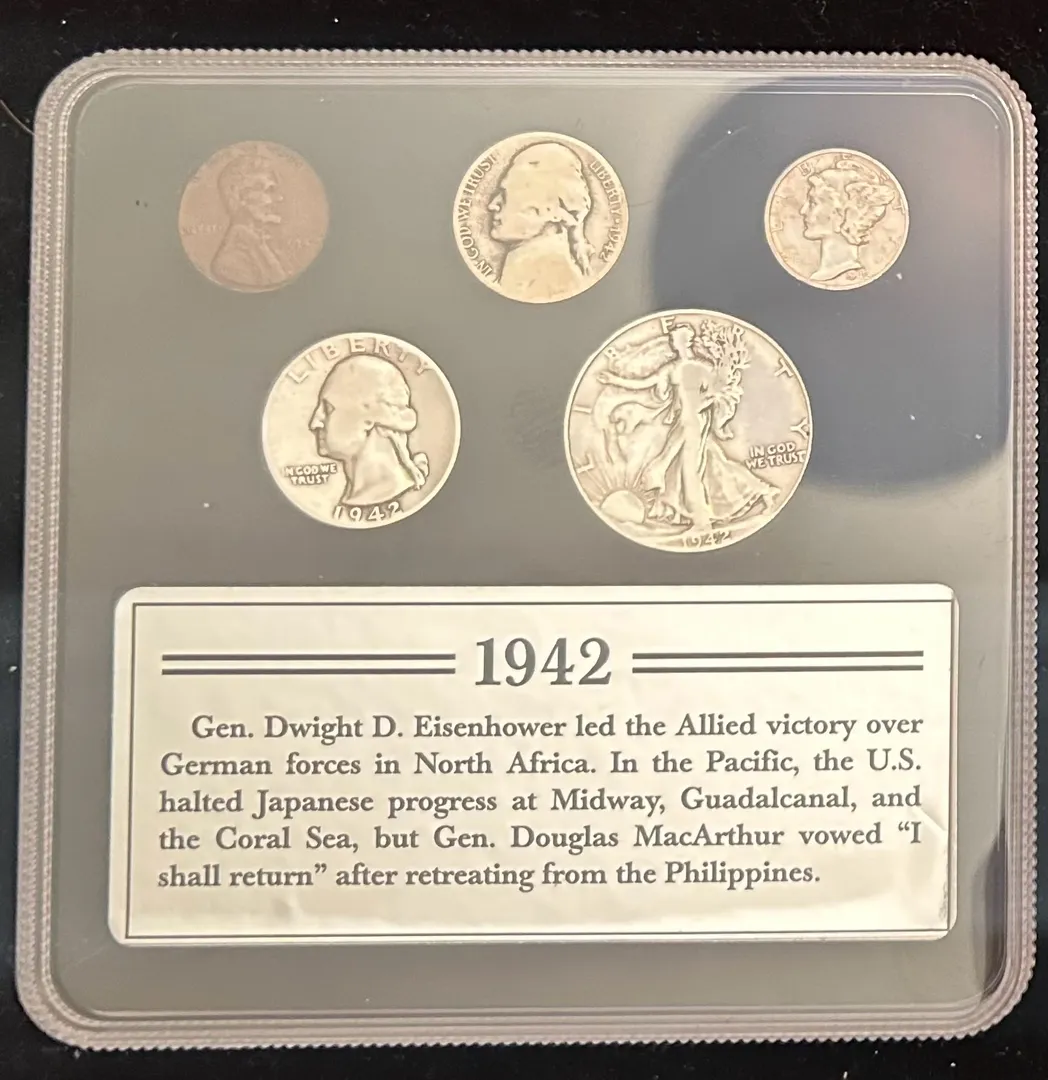 IN GOD WE TRUST LIBERTY · 1942
LIBERTY
IN GOD WE
TRUST
1942
LIBERTY
IN GOD
WE TRUST
1942
1942
Gen. Dwight D. Eisenhower led the Allied victory over
German forces in North Africa. In the Pacific, the U.S.
halted Japanese progress at Midway, Guadalcanal, and
the Coral Sea, but Gen. Douglas MacArthur vowed “I
shall return” after retreating from the Philippines.